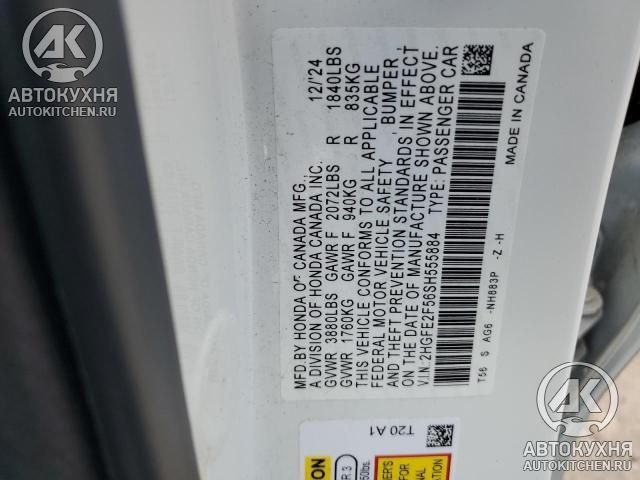 АВТОКУХНЯ
AUTOKITCHEN.RU
MFD.BY HONDA OF CANADA MFG., 12/'24
A DIVISION OF HONDA CANADA INC.
GVWR 3880LBS GAWR F 2072LBS R 1840LBS
GVWR 1760KG GAWR F 940KG R 835KG
THIS VEHICLE CONFORMS TO ALL APPLICABLE
FEDERAL MOTOR VEHICLE SAFETY , BUMPER ,
AND THEFT PREVENTION STANDARDS IN EFFECT
ON THE DATE OF MANUFACTURE SHOWN ABOVE.
V.I.N.:2HGFE2F56SH555884 TYPE: PASSENGER CAR
T56 S AG6 -NH883P -Z -H
MADE IN CANADA
T20 A1
АВТОКУХНЯ
AUTOKITCHEN.RU